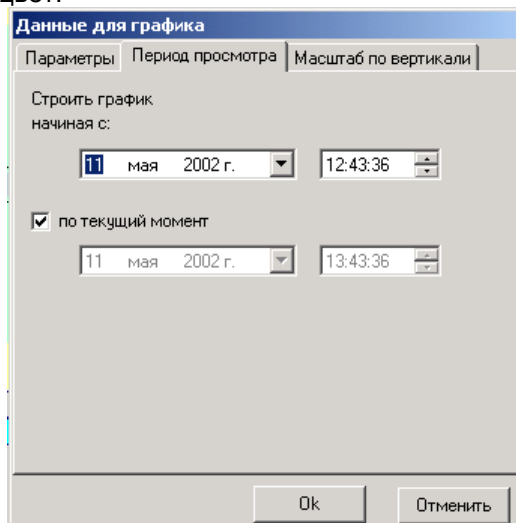 цвет.
Данные для графика
Параметры Период просмотра Масштаб по вертикали
Строить график
начиная с:
11 мая 2002 г. 12:43:36
по текущий момент
11 мая 2002 г. 13:43:36
Ok Отменить